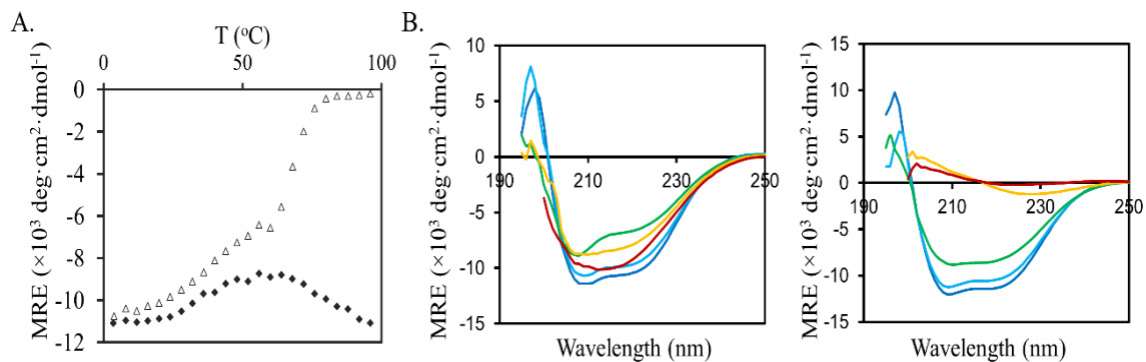 A.
T (°C)
0 50 100
0
-2
-4
-6
-8
-10
-12
MRE (×10³ deg·cm²·dmol⁻¹)
B.
10
5
0
-5
-10
-15
190 210 230 250
MRE (×10³ deg·cm²·dmol⁻¹)
Wavelength (nm)
15
10
5
0
-5
-10
-15
190 210 230 250
MRE (×10³ deg·cm²·dmol⁻¹)
Wavelength (nm)